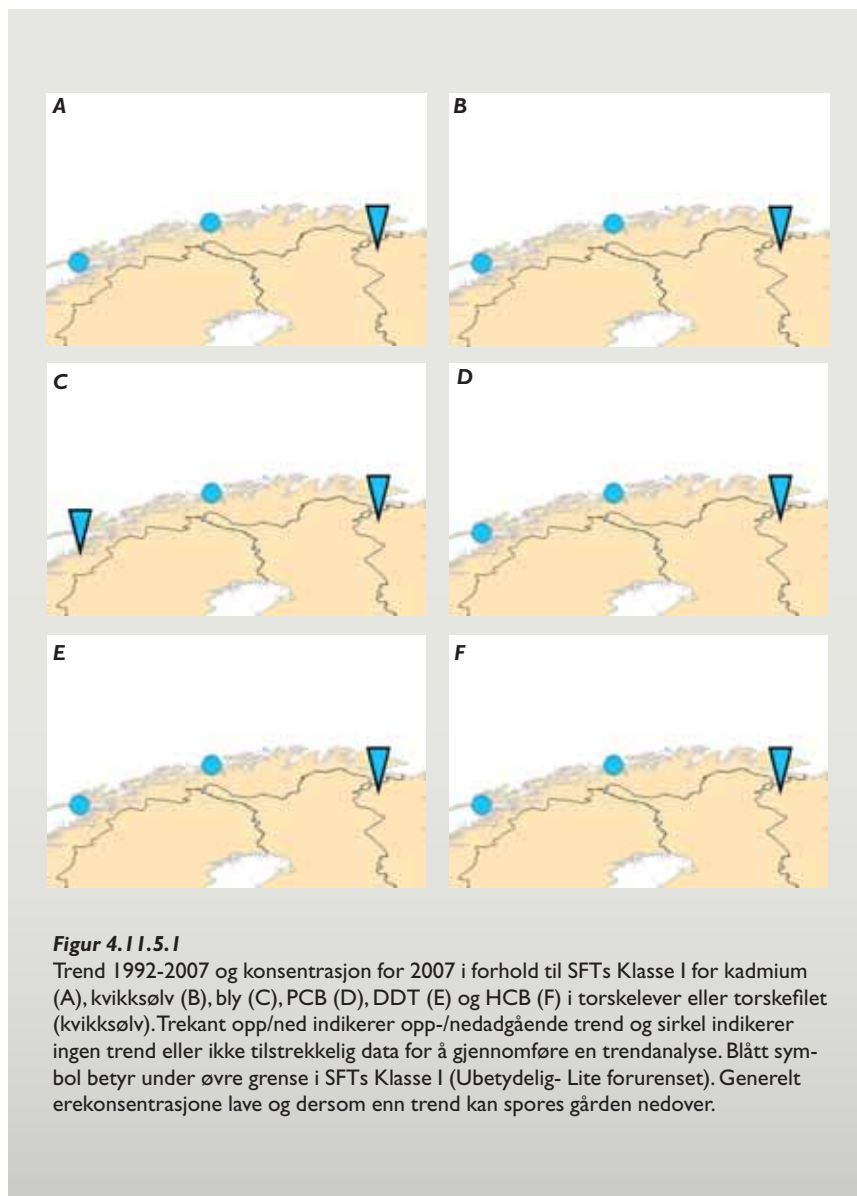 A
B
C
D
E
F
Figur 4.11.5.1
Trend 1992-2007 og konsentrasjon for 2007 i forhold til SFTs Klasse I for kadmium
(A), kvikksølv (B), bly (C), PCB (D), DDT (E) og HCB (F) i torskelever eller torskefilet
(kvikksølv).Trekant opp/ned indikerer opp-/nedadgående trend og sirkel indikerer
ingen trend eller ikke tilstrekkelig data for å gjennomføre en trendanalyse. Blått sym-
bol betyr under øvre grense i SFTs Klasse I (Ubetydelig- Lite forurenset). Generelt
erekonsentrasjone lave og dersom enn trend kan spores gården nedover.